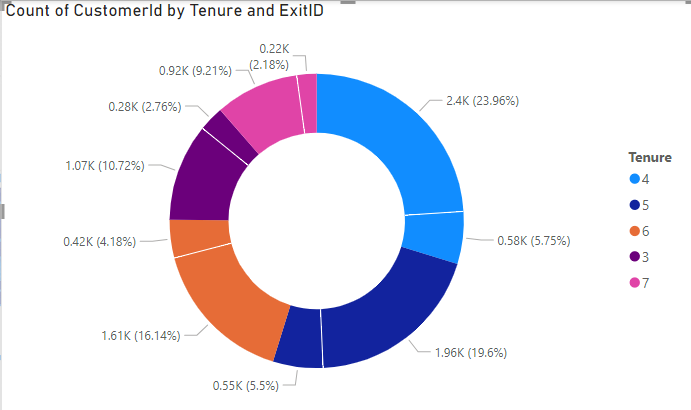 Count of CustomerId by Tenure and ExitID
0.22K
(2.18%)
0.92K (9.21%)
2.4K (23.96%)
0.28K (2.76%)
1.07K (10.72%)
0.42K (4.18%)
0.58K (5.75%)
1.61K (16.14%)
1.96K (19.6%)
0.55K (5.5%)
Tenure
4
5
6
3
7